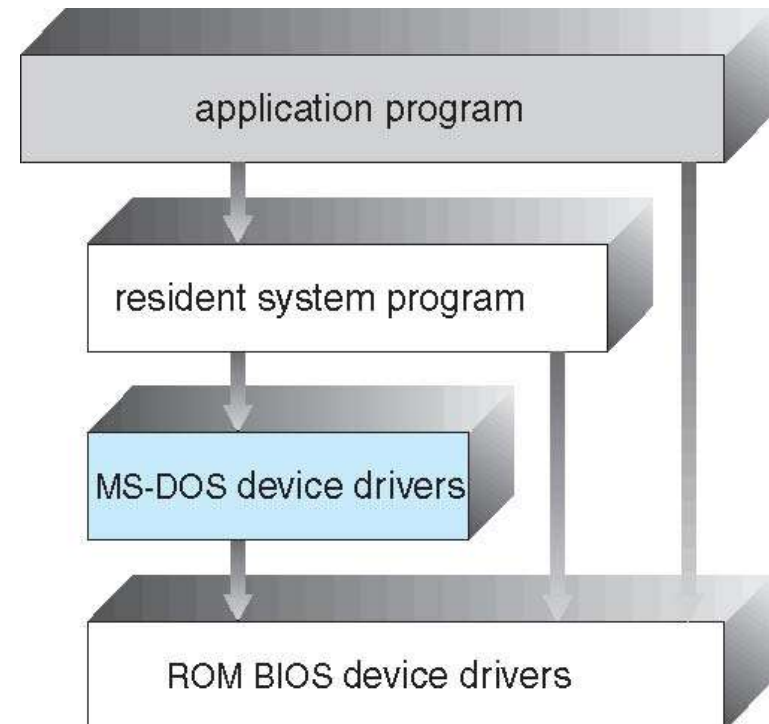 application program
resident system program
MS-DOS device drivers
ROM BIOS device drivers